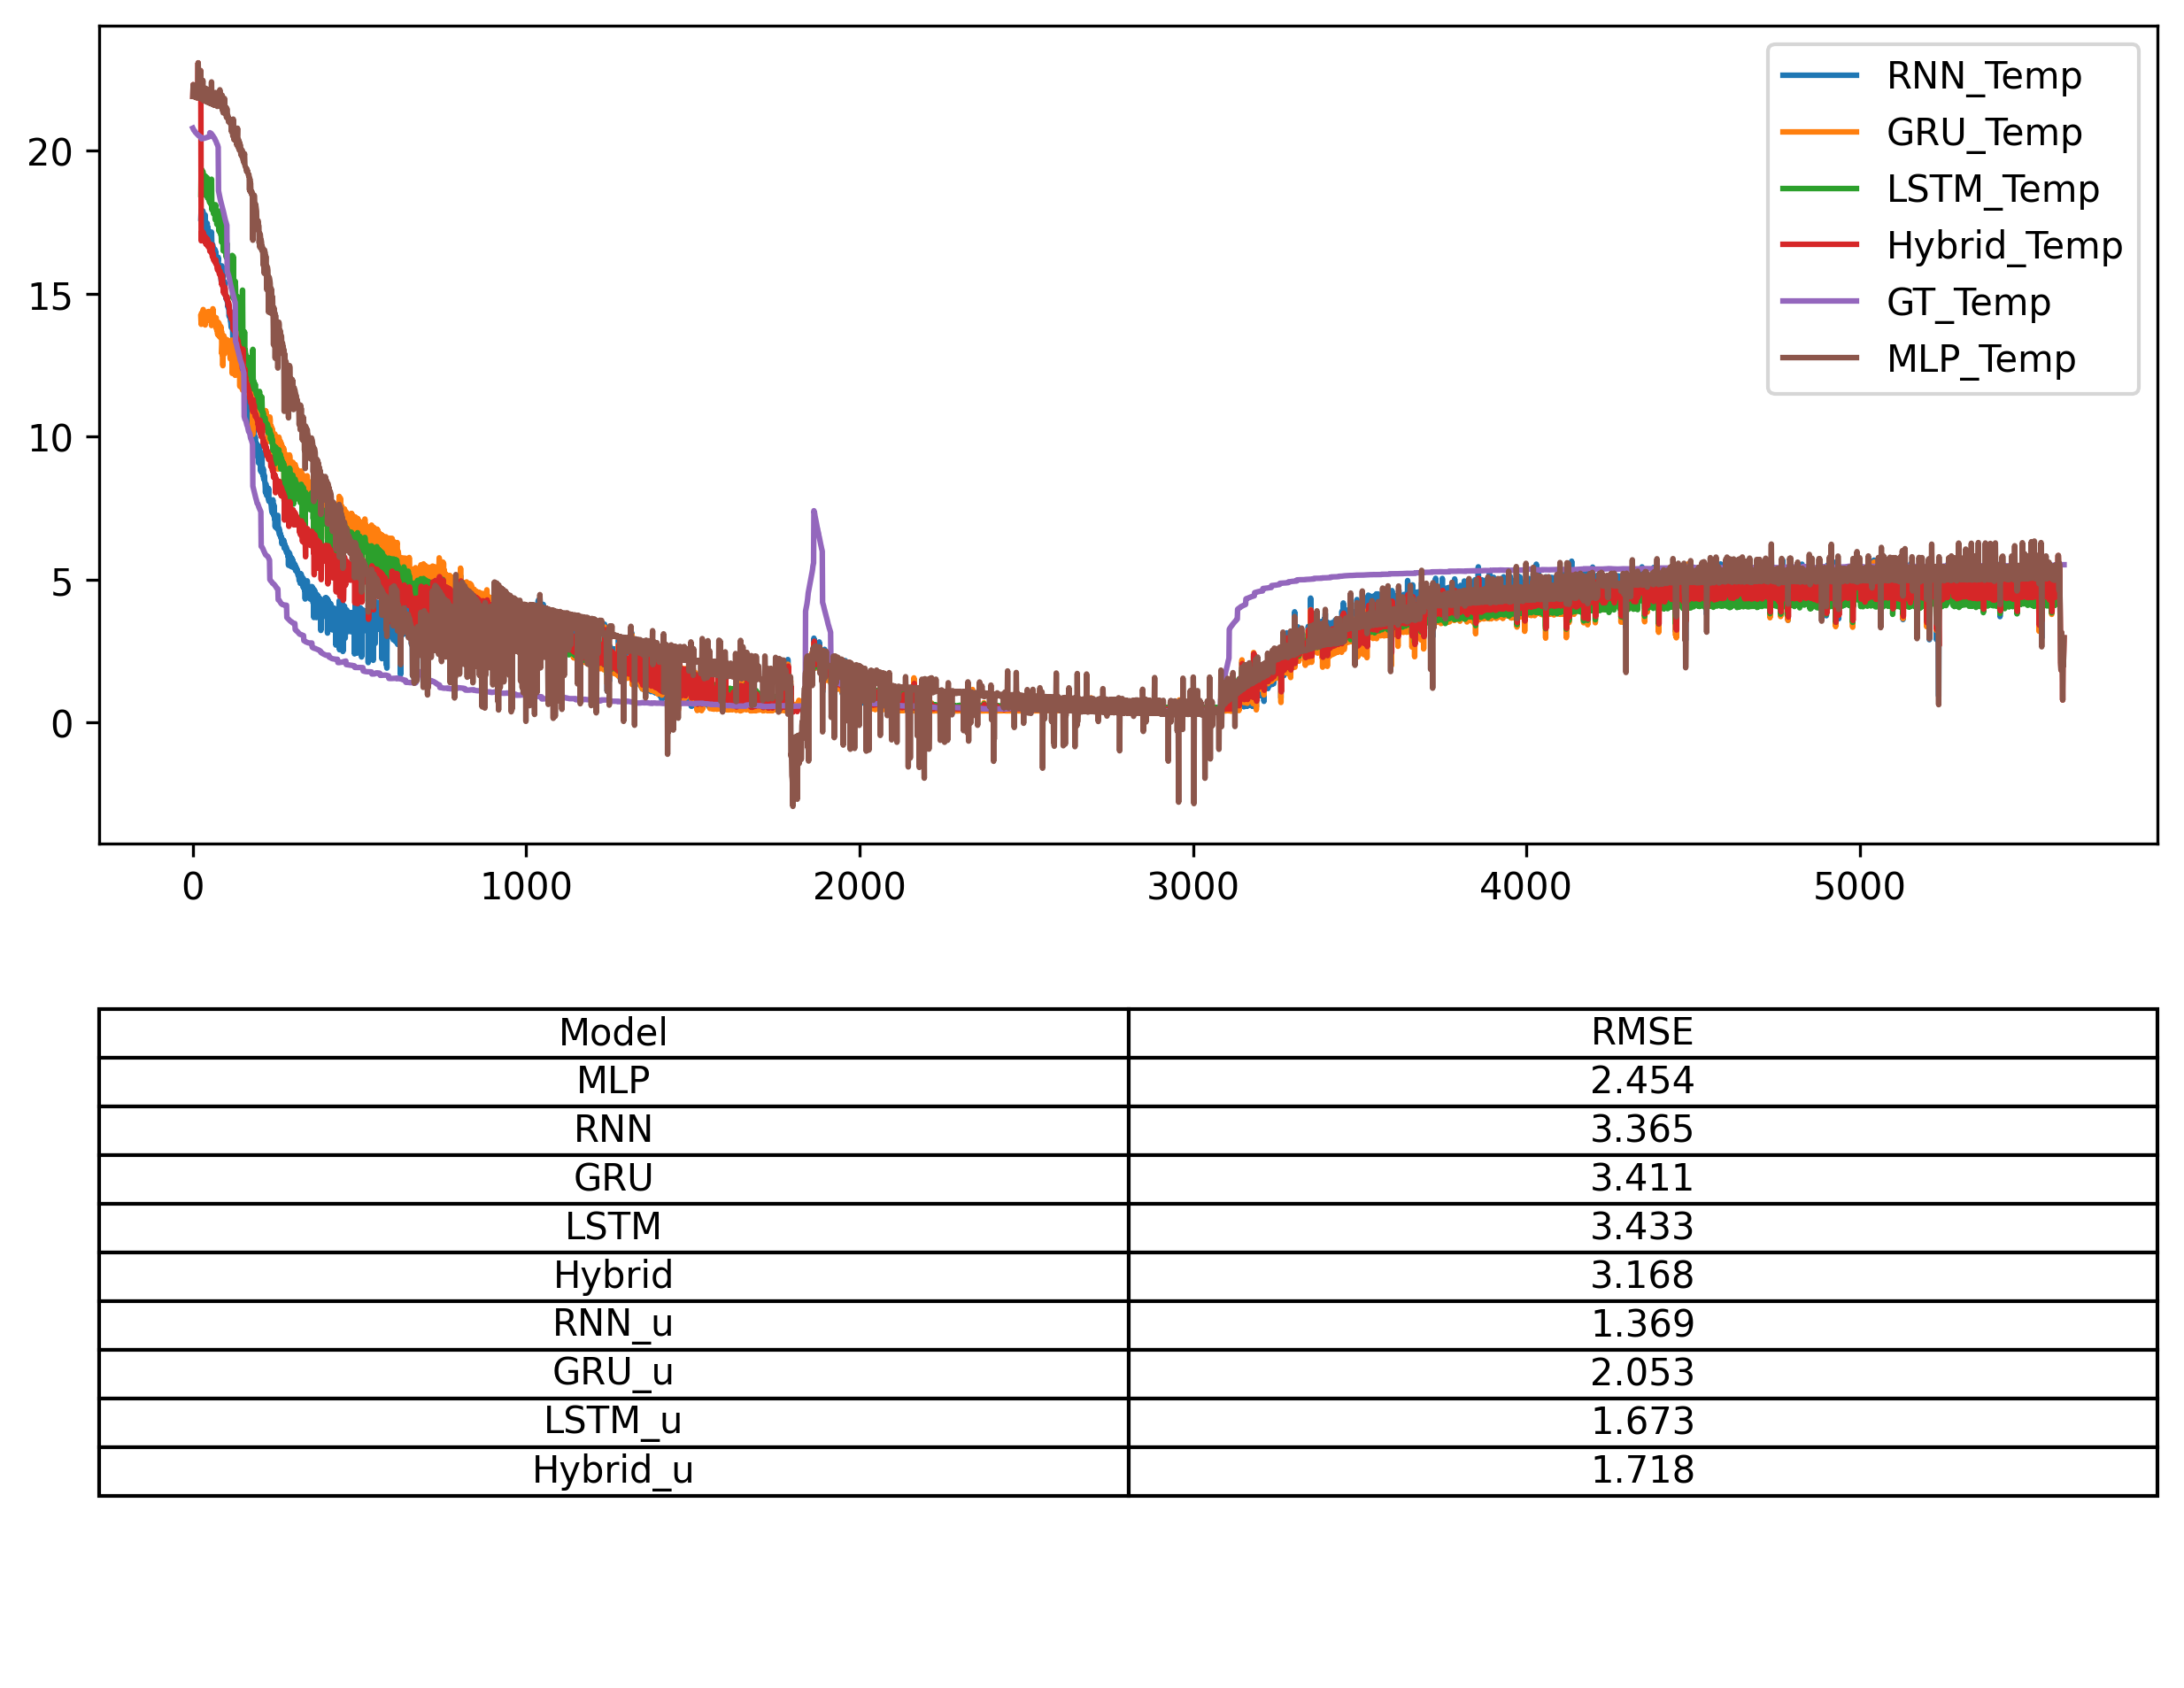 RNN_Temp
GRU_Temp
LSTM_Temp
Hybrid_Temp
GT_Temp
MLP_Temp
20
15
10
5
0
0 1000 2000 3000 4000 5000
Model RMSE
MLP 2.454
RNN 3.365
GRU 3.411
LSTM 3.433
Hybrid 3.168
RNN_u 1.369
GRU_u 2.053
LSTM_u 1.673
Hybrid_u 1.718